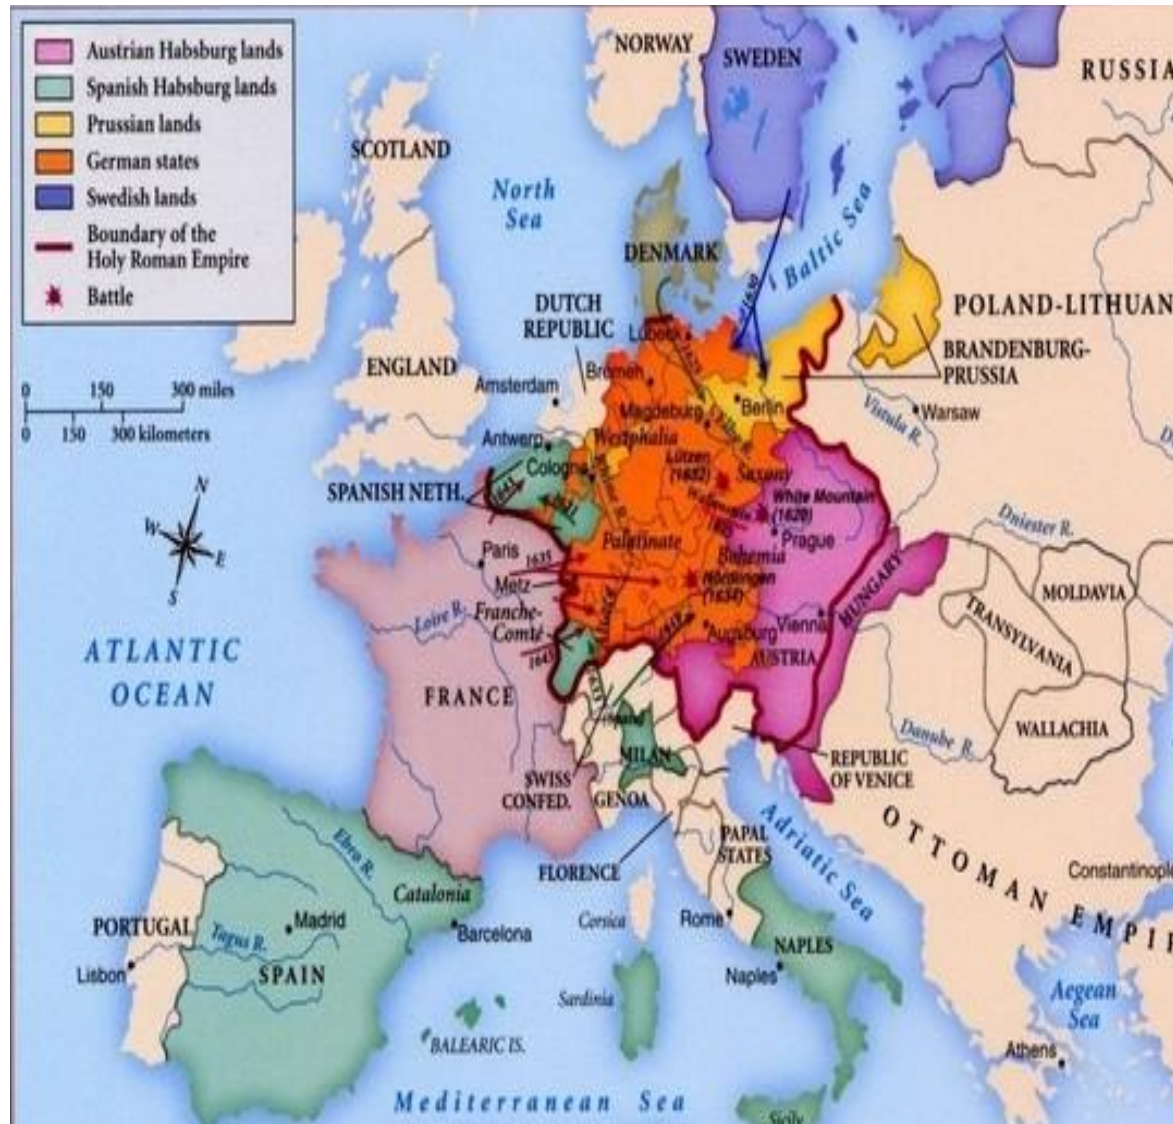 Austrian Habsburg lands
Spanish Habsburg lands
Prussian lands
German states
Swedish lands
Boundary of the
Holy Roman Empire
Battle
NORWAY
SWEDEN
RUSSIA
SCOTLAND
North
Sea
Baltic Sea
DENMARK
1630
DUTCH
REPUBLIC
POLAND-LITHUAN
BRANDENBURG-
PRUSSIA
ENGLAND
0 150 300 miles
0 150 300 kilometers
Lübeck
Bremen
Amsterdam
Magdeburg
Berlin
Elbe R.
Vistula R.
Warsaw
Antwerp
Westphalia
Cologne
Lützen
(1632)
Saxony
SPANISH NETH.
1643
White Mountain
(1620)
Prague
Dniester R.
N
W
E
S
Paris
1635
Palatinate
Bohemia
Metz
Nördlingen
(1634)
Franche-
Comté
Loire R.
Augsburg
Vienna
HUNGARY
MOLDAVIA
TRANSYLVANIA
AUSTRIA
ATLANTIC
OCEAN
FRANCE
WALLACHIA
Danube R.
MILAN
REPUBLIC
OF VENICE
SWISS
CONFED.
GENOA
OTTOMAN EMPI
PAPAL
STATES
Adriatic Sea
FLORENCE
Constantinople
Ebro R.
Catalonia
Corsica
Rome
PORTUGAL
Madrid
Barcelona
Tagus R.
NAPLES
Lisbon
SPAIN
Naples
Sardinia
Aegean
Sea
BALEARIC IS.
Athens
Mediterranean Sea
Sicily